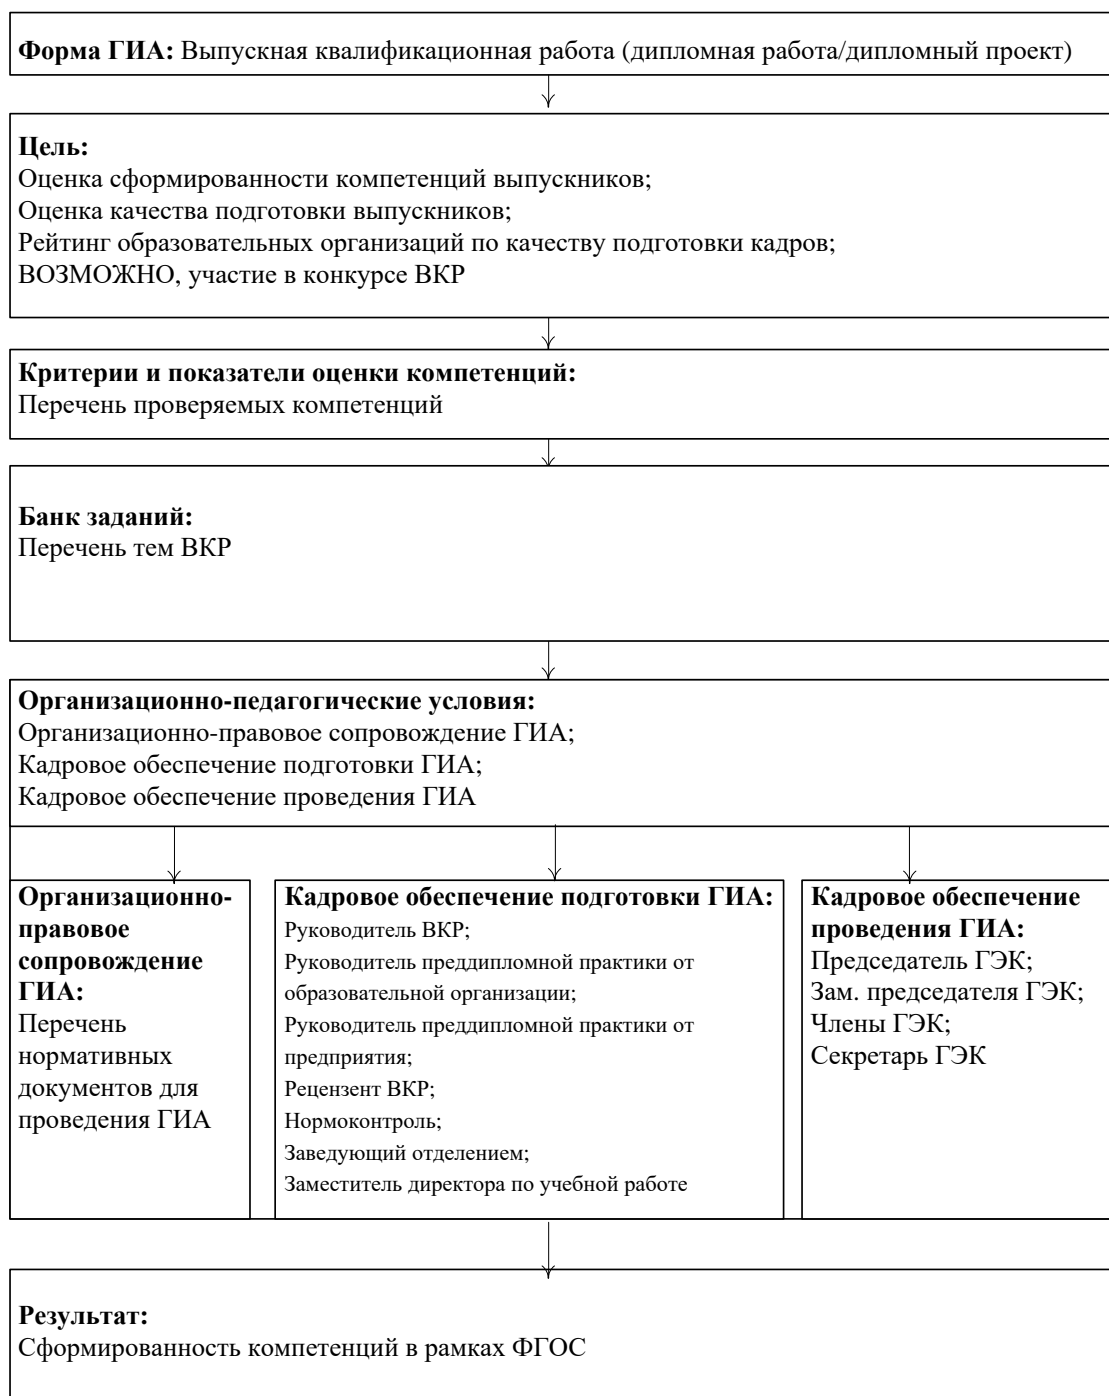 Форма ГИА: Выпускная квалификационная работа (дипломная работа/дипломный проект)
Цель:
Оценка сформированности компетенций выпускников;
Оценка качества подготовки выпускников;
Рейтинг образовательных организаций по качеству подготовки кадров;
ВОЗМОЖНО, участие в конкурсе ВКР
Критерии и показатели оценки компетенций:
Перечень проверяемых компетенций
Банк заданий:
Перечень тем ВКР
Организационно-педагогические условия:
Организационно-правовое сопровождение ГИА;
Кадровое обеспечение подготовки ГИА;
Кадровое обеспечение проведения ГИА
Организационно-
правовое
сопровождение
ГИА:
Перечень
нормативных
документов для
проведения ГИА
Кадровое обеспечение подготовки ГИА:
Руководитель ВКР;
Руководитель преддипломной практики от
образовательной организации;
Руководитель преддипломной практики от
предприятия;
Рецензент ВКР;
Нормоконтроль;
Заведующий отделением;
Заместитель директора по учебной работе
Кадровое обеспечение
проведения ГИА:
Председатель ГЭК;
Зам. председателя ГЭК;
Члены ГЭК;
Секретарь ГЭК
Результат:
Сформированность компетенций в рамках ФГОС